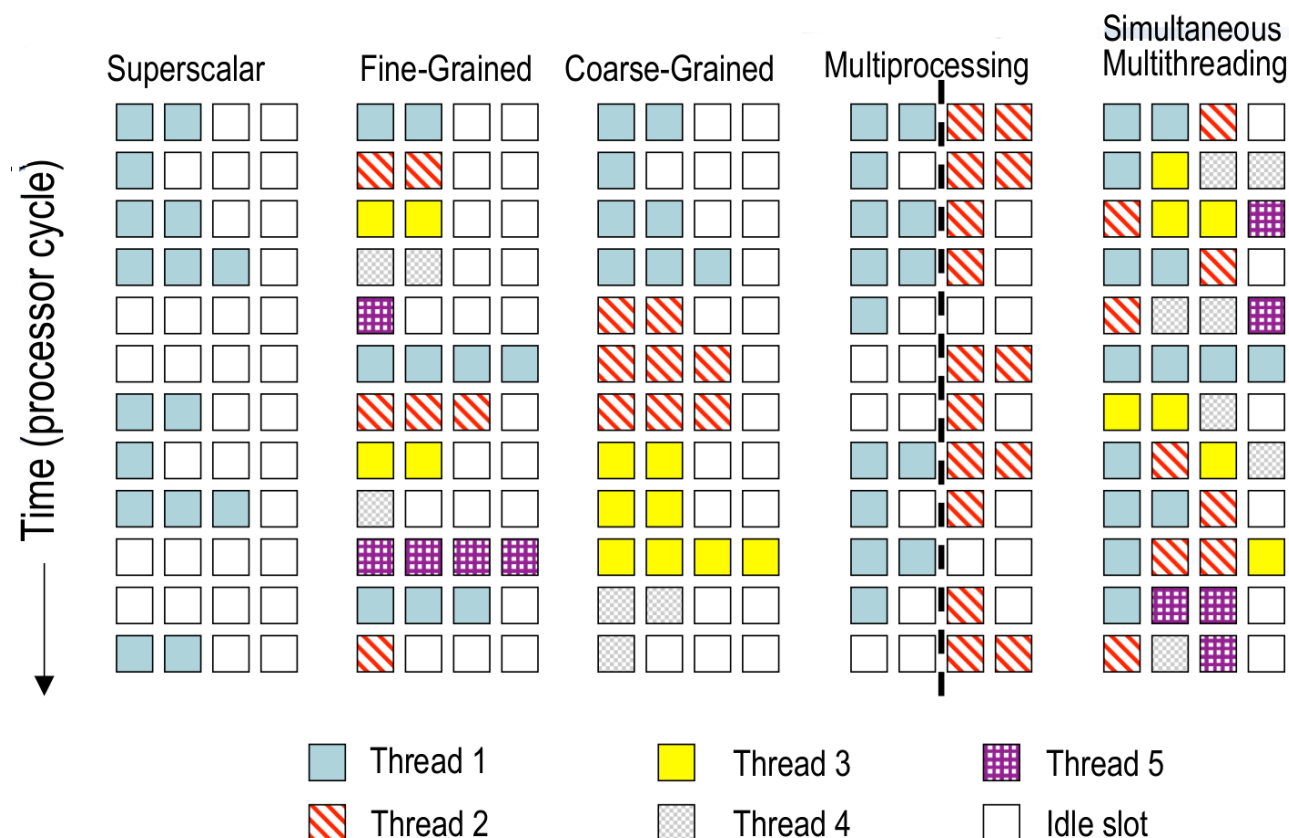 Superscalar
Fine-Grained
Coarse-Grained
Multiprocessing
Simultaneous
Multithreading
Time (processor cycle)
Thread 1
Thread 3
Thread 5
Thread 2
Thread 4
Idle slot